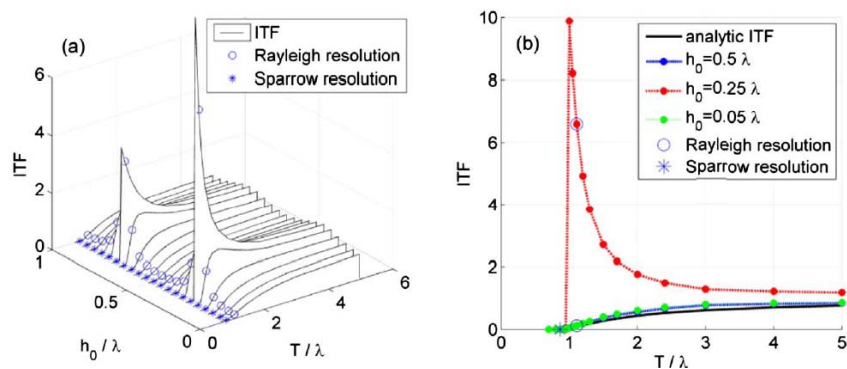 (a)
ITF
Rayleigh resolution
Sparrow resolution
6
4
2
0
ITF
1
0.5
0
h0 / λ
0
2
4
6
T / λ
(b)
analytic ITF
h0=0.5 λ
h0=0.25 λ
h0=0.05 λ
Rayleigh resolution
Sparrow resolution
10
8
6
4
2
0
ITF
0
1
2
3
4
5
T / λ